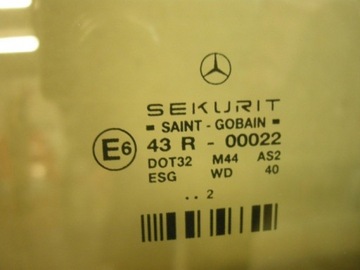 SEKURIT
SAINT - GOBAIN
E6 43 R - 00022
DOT32 M44 AS2
ESG WD 40
.. 2